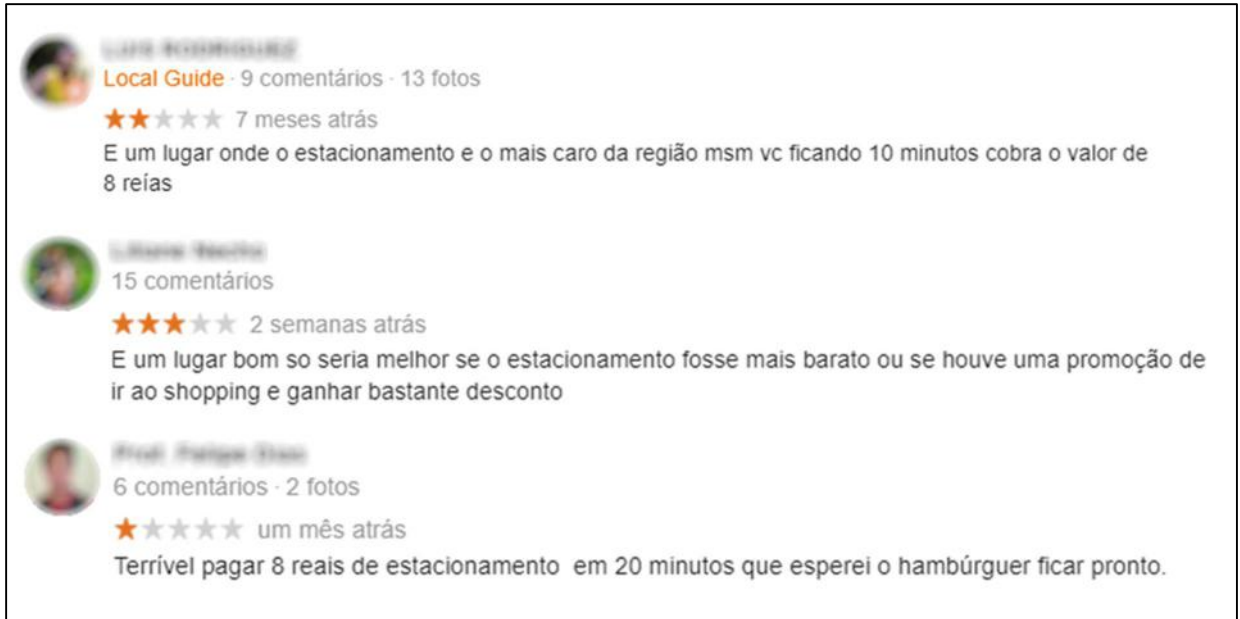 Local Guide · 9 comentários · 13 fotos
7 meses atrás
E um lugar onde o estacionamento e o mais caro da região msm vc ficando 10 minutos cobra o valor de
8 reías
15 comentários
2 semanas atrás
E um lugar bom so seria melhor se o estacionamento fosse mais barato ou se houve uma promoção de
ir ao shopping e ganhar bastante desconto
6 comentários · 2 fotos
um mês atrás
Terrível pagar 8 reais de estacionamento  em 20 minutos que esperei o hambúrguer ficar pronto.